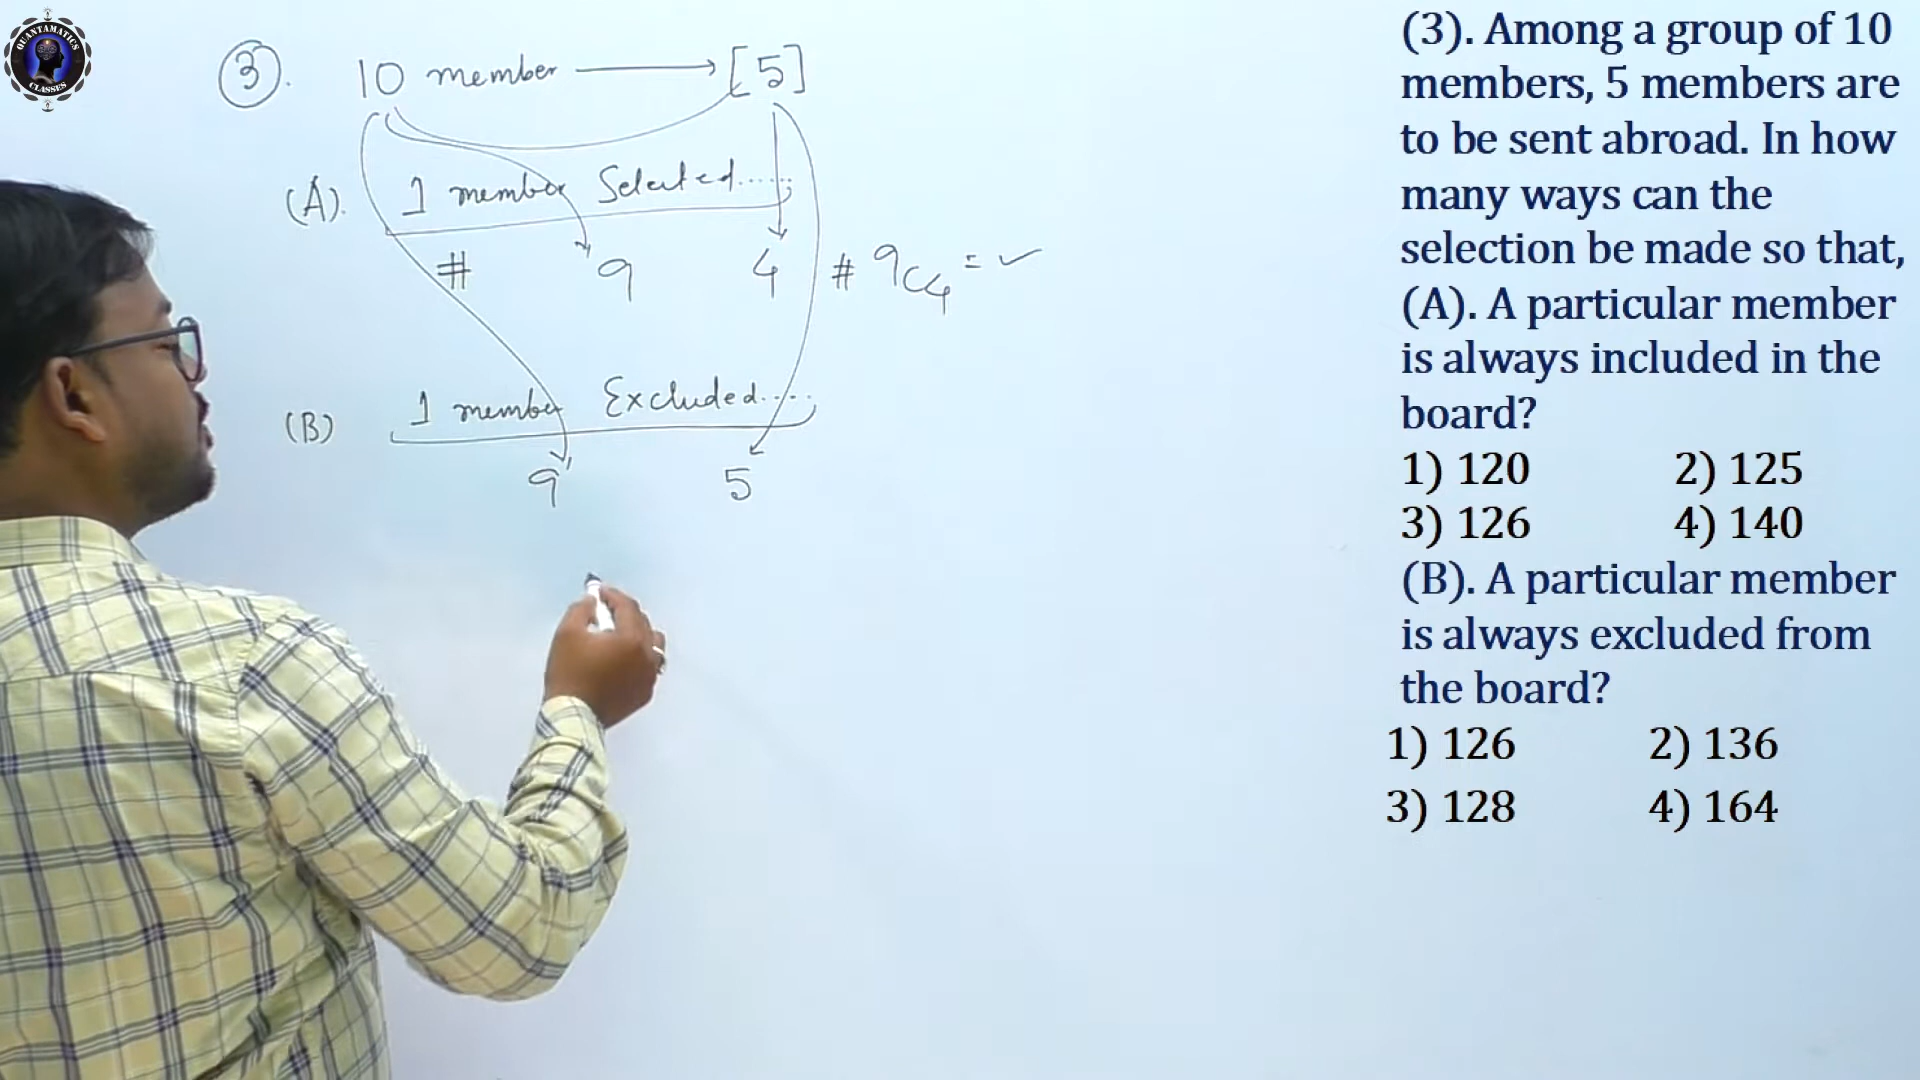 QUANTAMATICS
CLASSES
(3). 10 member → [5]
(A). 1 member Selected......
# 9 4 # 9C4 = ✓
(B) 1 member Excluded.....
9 5
(3). Among a group of 10
members, 5 members are
to be sent abroad. In how
many ways can the
selection be made so that,
(A). A particular member
is always included in the
board?
1) 120 2) 125
3) 126 4) 140
(B). A particular member
is always excluded from
the board?
1) 126 2) 136
3) 128 4) 164